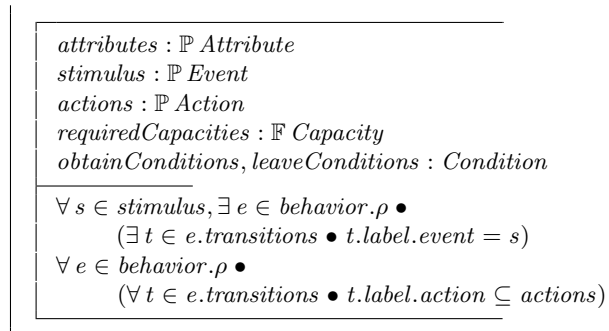 attributes : ℙ Attribute
stimulus : ℙ Event
actions : ℙ Action
requiredCapacities : 𝔽 Capacity
obtainConditions, leaveConditions : Condition
∀ s ∈ stimulus, ∃ e ∈ behavior.ρ •
(∃ t ∈ e.transitions • t.label.event = s)
∀ e ∈ behavior.ρ •
(∀ t ∈ e.transitions • t.label.action ⊆ actions)